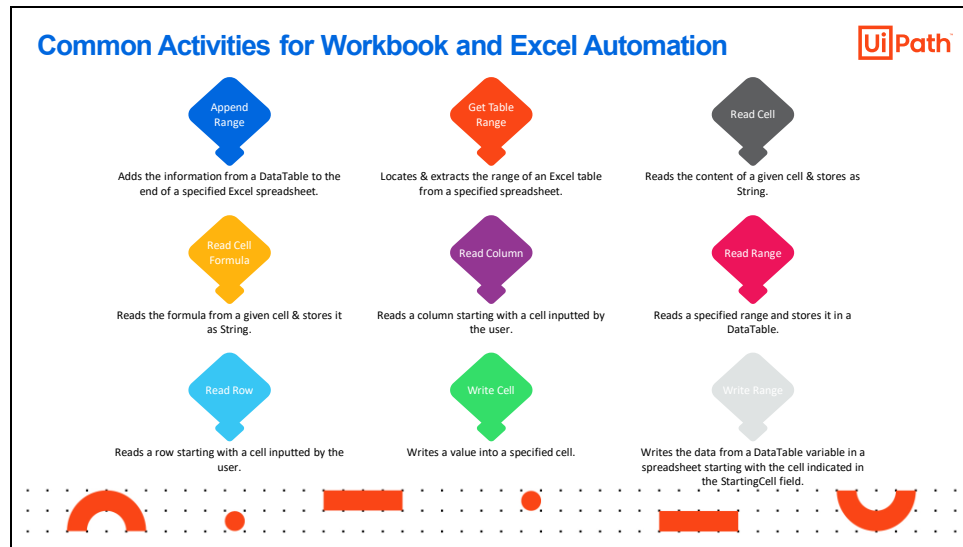 Common Activities for Workbook and Excel Automation
UiPath
Append
Range
Get Table
Range
Read Cell
Adds the information from a DataTable to the
end of a specified Excel spreadsheet.
Locates & extracts the range of an Excel table
from a specified spreadsheet.
Reads the content of a given cell & stores as
String.
Read Cell
Formula
Read Column
Read Range
Reads the formula from a given cell & stores it
as String.
Reads a column starting with a cell inputted by
the user.
Reads a specified range and stores it in a
DataTable.
Read Row
Write Cell
Write Range
Reads a row starting with a cell inputted by the
user.
Writes a value into a specified cell.
Writes the data from a DataTable variable in a
spreadsheet starting with the cell indicated in
the StartingCell field.